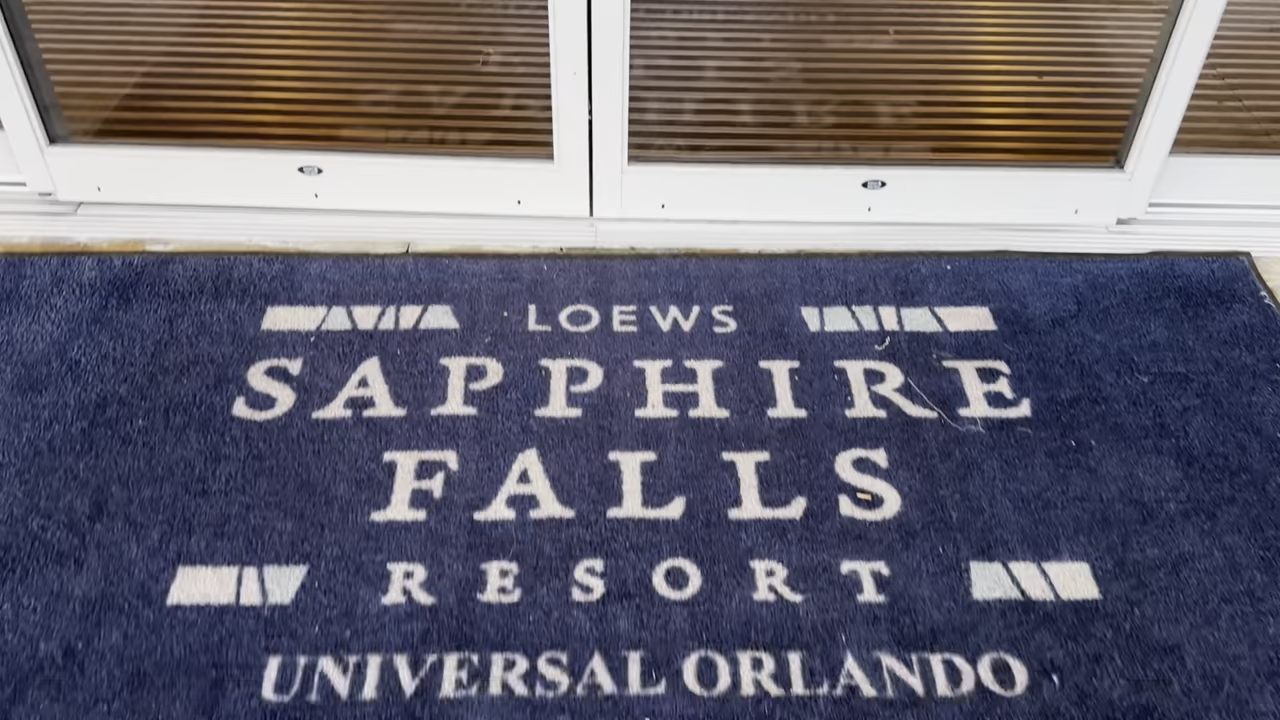 LOEWS
SAPPHIRE
FALLS
RESORT
UNIVERSAL ORLANDO